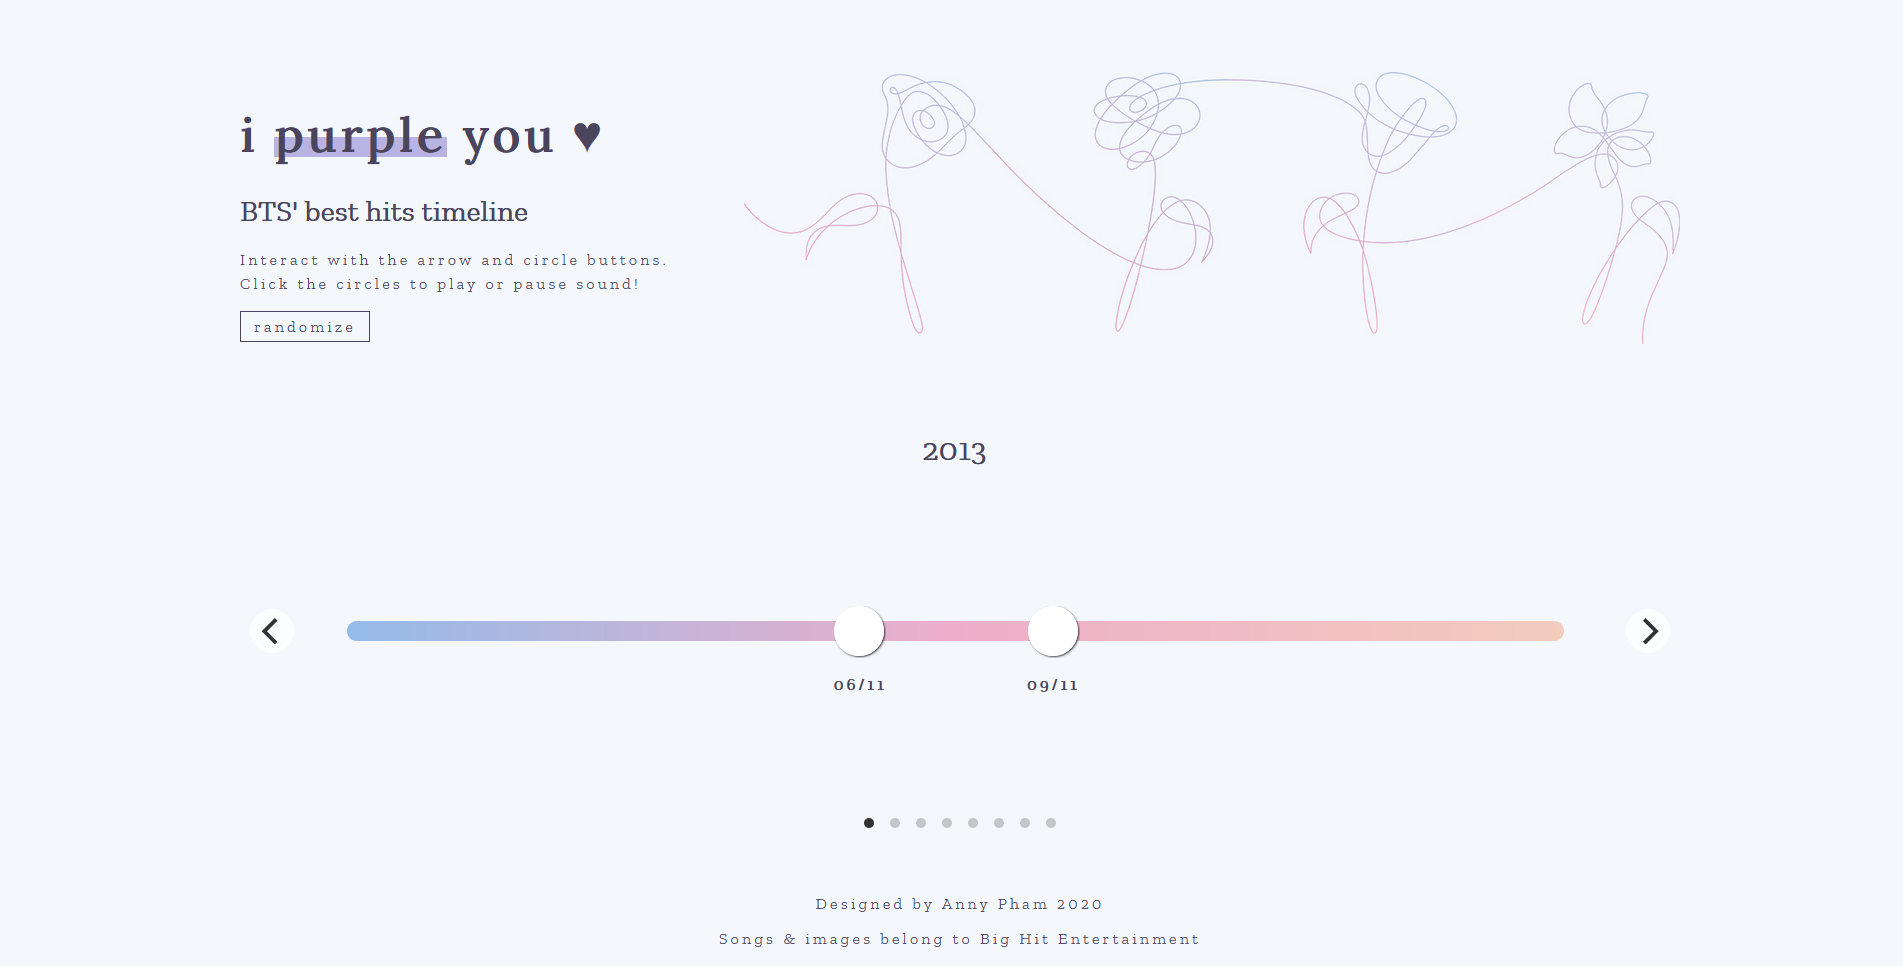 i purple you ♥
BTS' best hits timeline
Interact with the arrow and circle buttons.
Click the circles to play or pause sound!
randomize
2013
06/11
09/11
Designed by Anny Pham 2020
Songs & images belong to Big Hit Entertainment